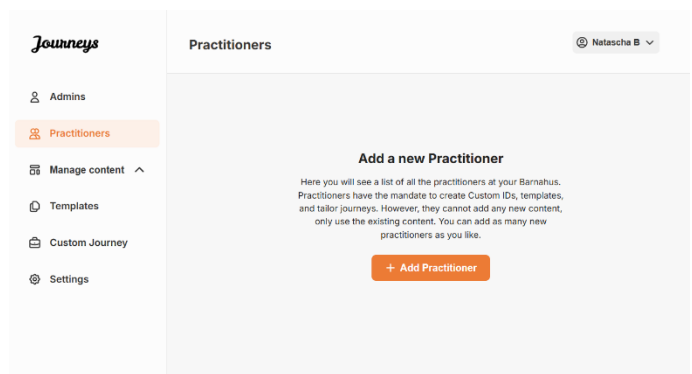 Journeys
Practitioners
Natascha B
Admins
Practitioners
Manage content
Templates
Custom Journey
Settings
Add a new Practitioner
Here you will see a list of all the practitioners at your Barnahus.
Practitioners have the mandate to create Custom IDs, templates,
and tailor journeys. However, they cannot add any new content,
only use the existing content. You can add as many new
practitioners as you like.
+ Add Practitioner